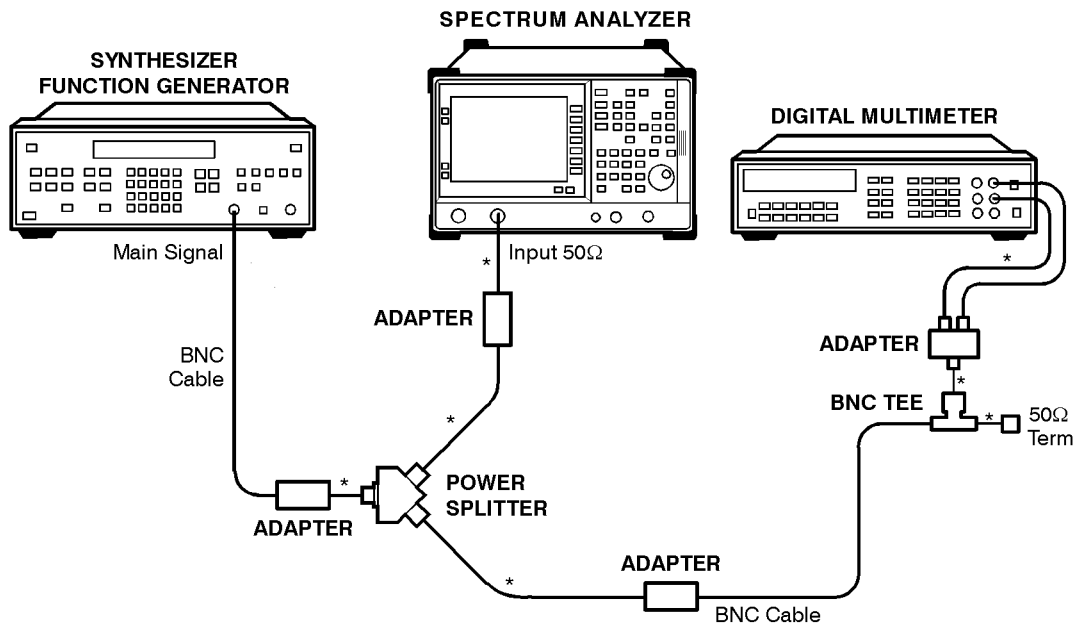 SPECTRUM ANALYZER
SYNTHESIZER
FUNCTION GENERATOR
DIGITAL MULTIMETER
Main Signal
Input 50Ω
*
*
ADAPTER
ADAPTER
BNC
Cable
*
BNC TEE
*
50Ω
Term
*
POWER
SPLITTER
*
ADAPTER
ADAPTER
*
BNC Cable